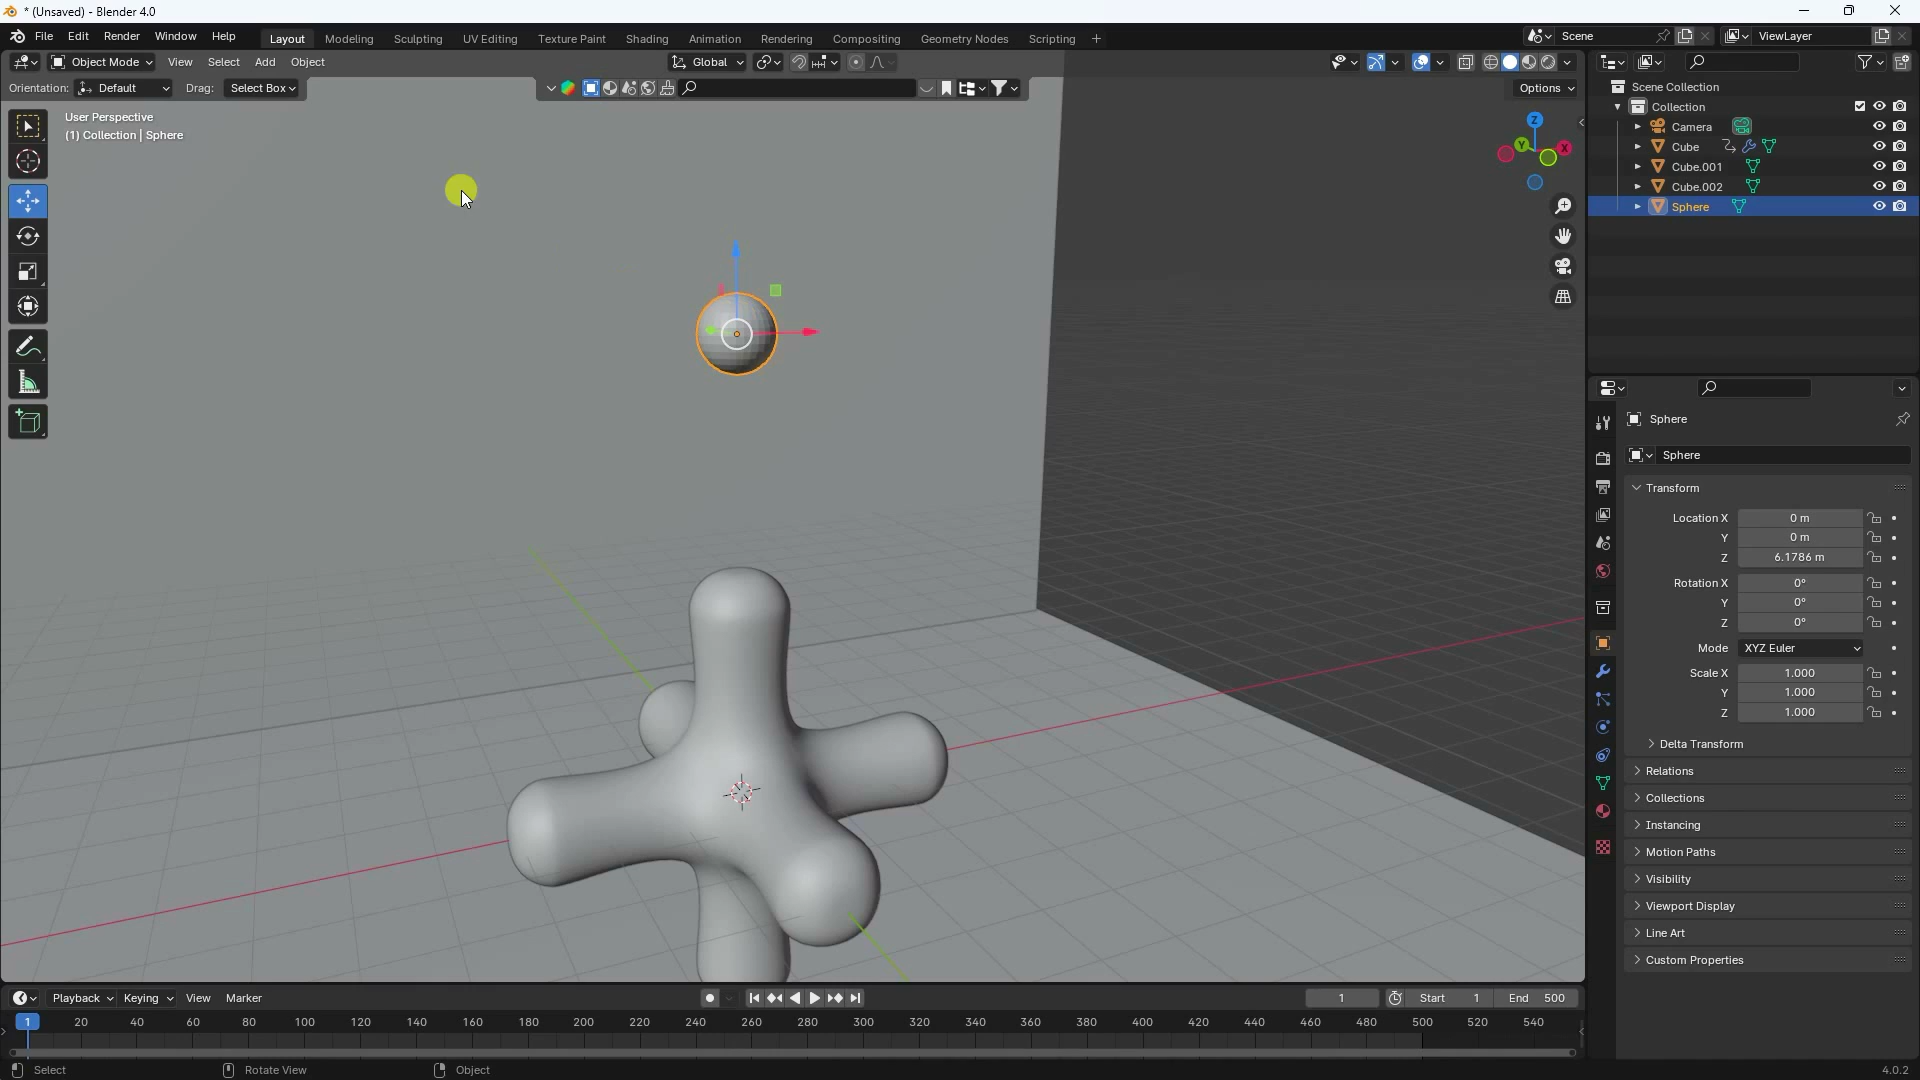 * (Unsaved) - Blender 4.0
File Edit Render Window Help Layout Modeling Sculpting UV Editing Texture Paint Shading Animation Rendering Compositing Geometry Nodes Scripting + Scene ViewLayer
Object Mode View Select Add Object Global
Orientation: Default Drag: Select Box Options
User Perspective
(1) Collection | Sphere
Z
Y X
Scene Collection
Collection
Camera
Cube
Cube.001
Cube.002
Sphere
Sphere
Sphere
Transform
Location X 0 m
Y 0 m
Z 6.1786 m
Rotation X 0°
Y 0°
Z 0°
Mode XYZ Euler
Scale X 1.000
Y 1.000
Z 1.000
Delta Transform
Relations
Collections
Instancing
Motion Paths
Visibility
Viewport Display
Line Art
Custom Properties
Playback Keying View Marker 1 Start 1 End 500
1 20 40 60 80 100 120 140 160 180 200 220 240 260 280 300 320 340 360 380 400 420 440 460 480 500 520 540
Select Rotate View Object 4.0.2